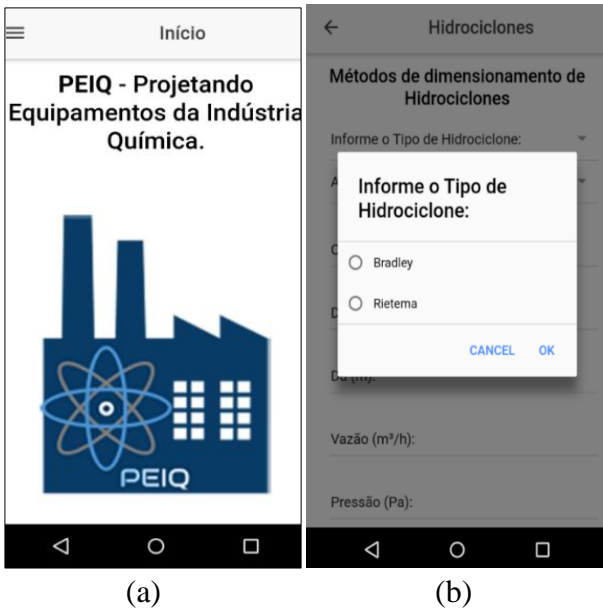 Início
PEIQ - Projetando
Equipamentos da Indústria
Química.
PEIQ
(a)
Hidrociclones
Métodos de dimensionamento de
Hidrociclones
Informe o Tipo de Hidrociclone:
A
Informe o Tipo de
Hidrociclone:
Bradley
Rietema
CANCEL OK
Du (m):
Vazão (m³/h):
Pressão (Pa):
(b)